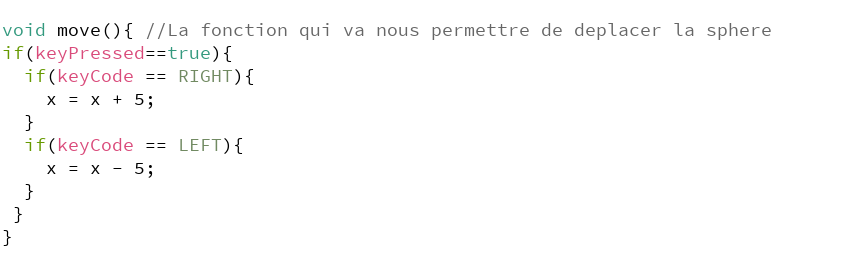 void move(){ //La fonction qui va nous permettre de deplacer la sphere
if(keyPressed==true){
  if(keyCode == RIGHT){
    x = x + 5;
  }
  if(keyCode == LEFT){
    x = x - 5;
  }
 }
}